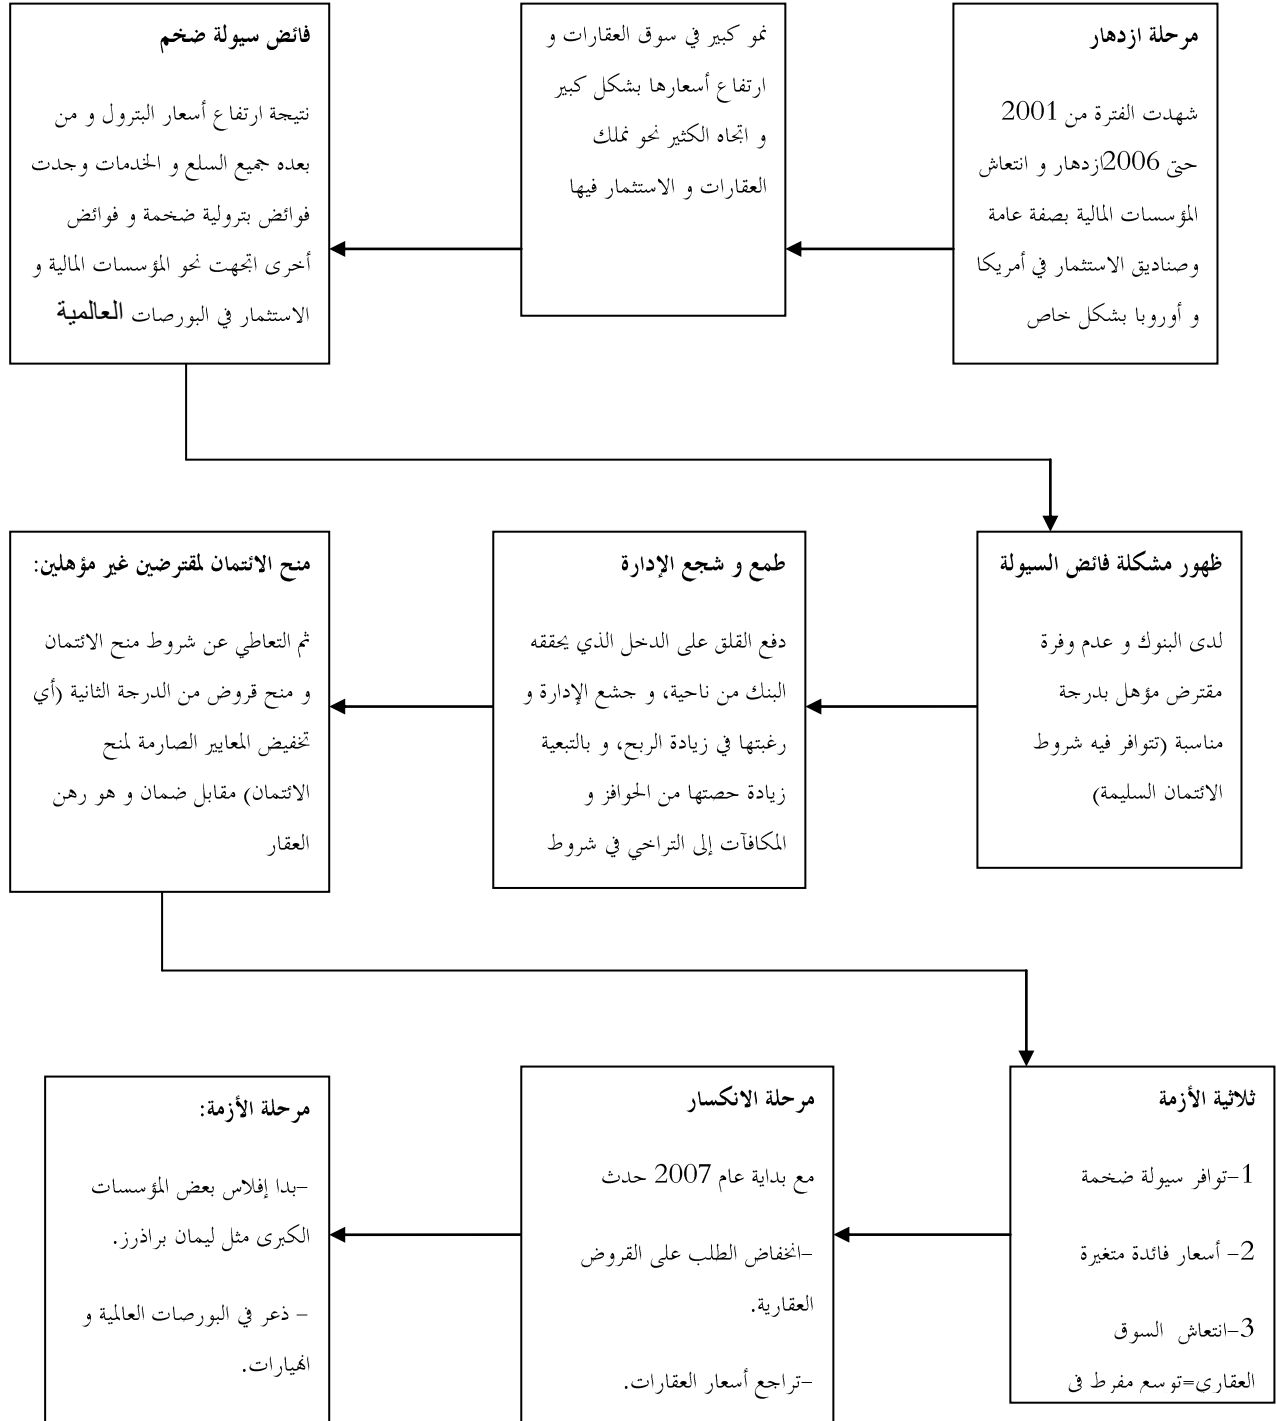 مرحلة ازدهار
شهدت الفترة من 2001
حتى 2006ازدهار و انتعاش
المؤسسات المالية بصفة عامة
وصناديق الاستثمار في أمريكا
و أوروبا بشكل خاص
نمو كبير في سوق العقارات و
ارتفاع أسعارها بشكل كبير
و اتجاه الكثير نحو نملك
العقارات و الاستثمار فيها
فائض سيولة ضخم
نتيجة ارتفاع أسعار البترول و من
بعده جميع السلع و الخدمات وجدت
فوائض بترولية ضخمة و فوائض
أخرى اتجهت نحو المؤسسات المالية و
الاستثمار في البورصات العالمية
ظهور مشكلة فائض السيولة
لدى البنوك و عدم وفرة
مقترض مؤهل بدرجة
مناسبة (تتوافر فيه شروط
الائتمان السليمة)
طمع و شجع الإدارة
دفع القلق على الدخل الذي يحققه
البنك من ناحية، و جشع الإدارة و
رغبتها في زيادة الربح، و بالتبعية
زيادة حصتها من الحوافز و
المكافآت إلى التراخي في شروط
منح الائتمان لمقترضين غير مؤهلين:
ثم التعاطي عن شروط منح الائتمان
و منح قروض من الدرجة الثانية (أي
تخفيض المعايير الصارمة لمنح
الائتمان) مقابل ضمان و هو رهن
العقار
ثلاثية الأزمة
1-توافر سيولة ضخمة
2- أسعار فائدة متغيرة
3-انتعاش السوق
العقاري=توسع مفرط في
مرحلة الانكسار
مع بداية عام 2007 حدث
-انخفاض الطلب على القروض
العقارية.
-تراجع أسعار العقارات.
مرحلة الأزمة:
-بدا إفلاس بعض المؤسسات
الكبرى مثل ليمان براذرز.
- ذعر في البورصات العالمية و
انهيارات.